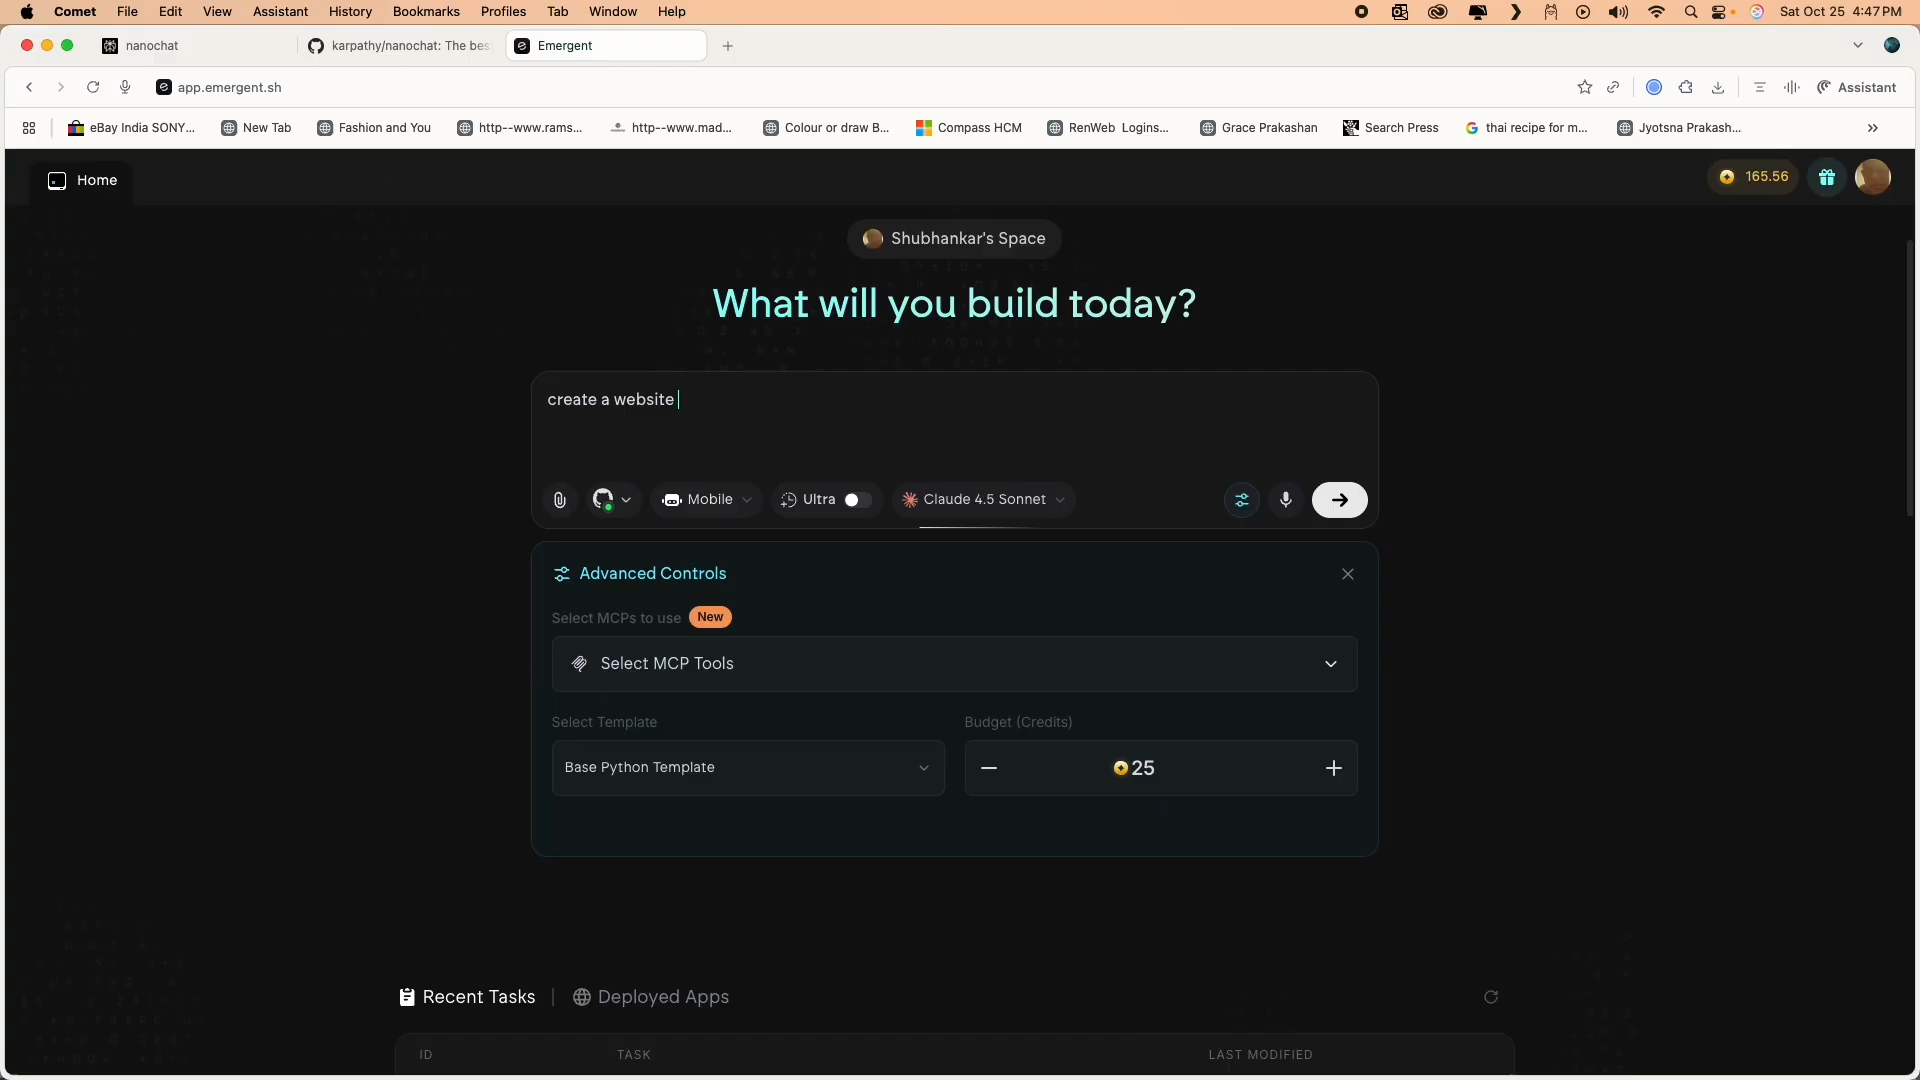 Comet File Edit View Assistant History Bookmarks Profiles Tab Window Help Sat Oct 25 4:47 PM
nanochat karpathy/nanochat: The bes Emergent
app.emergent.sh Assistant
eBay India SONY... New Tab Fashion and You http--www.rams... http--www.mad... Colour or draw B... Compass HCM RenWeb Logins... Grace Prakashan Search Press thai recipe for m... Jyotsna Prakash...
Home 165.56
Shubhankar's Space
What will you build today?
create a website
Mobile Ultra Claude 4.5 Sonnet
Advanced Controls
Select MCPs to use New
Select MCP Tools
Select Template Budget (Credits)
Base Python Template 25
Recent Tasks Deployed Apps
ID TASK LAST MODIFIED